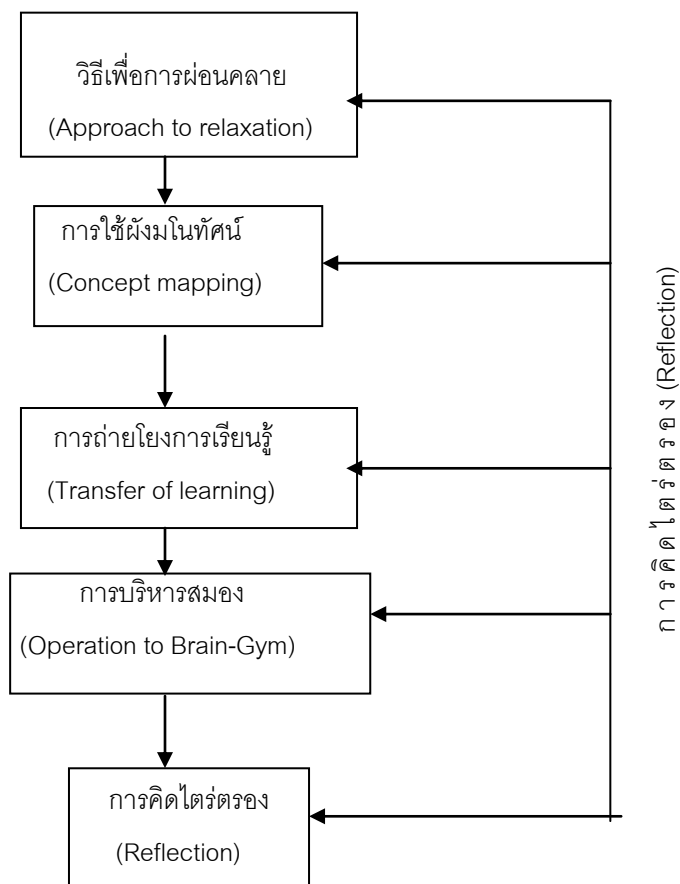 วิธีเพื่อการผ่อนคลาย
(Approach to relaxation)
การใช้ผังมโนทัศน์
(Concept mapping)
การถ่ายโยงการเรียนรู้
(Transfer of learning)
การบริหารสมอง
(Operation to Brain-Gym)
การคิดไตร่ตรอง
(Reflection)
การคิดไตร่ตรอง (Reflection)